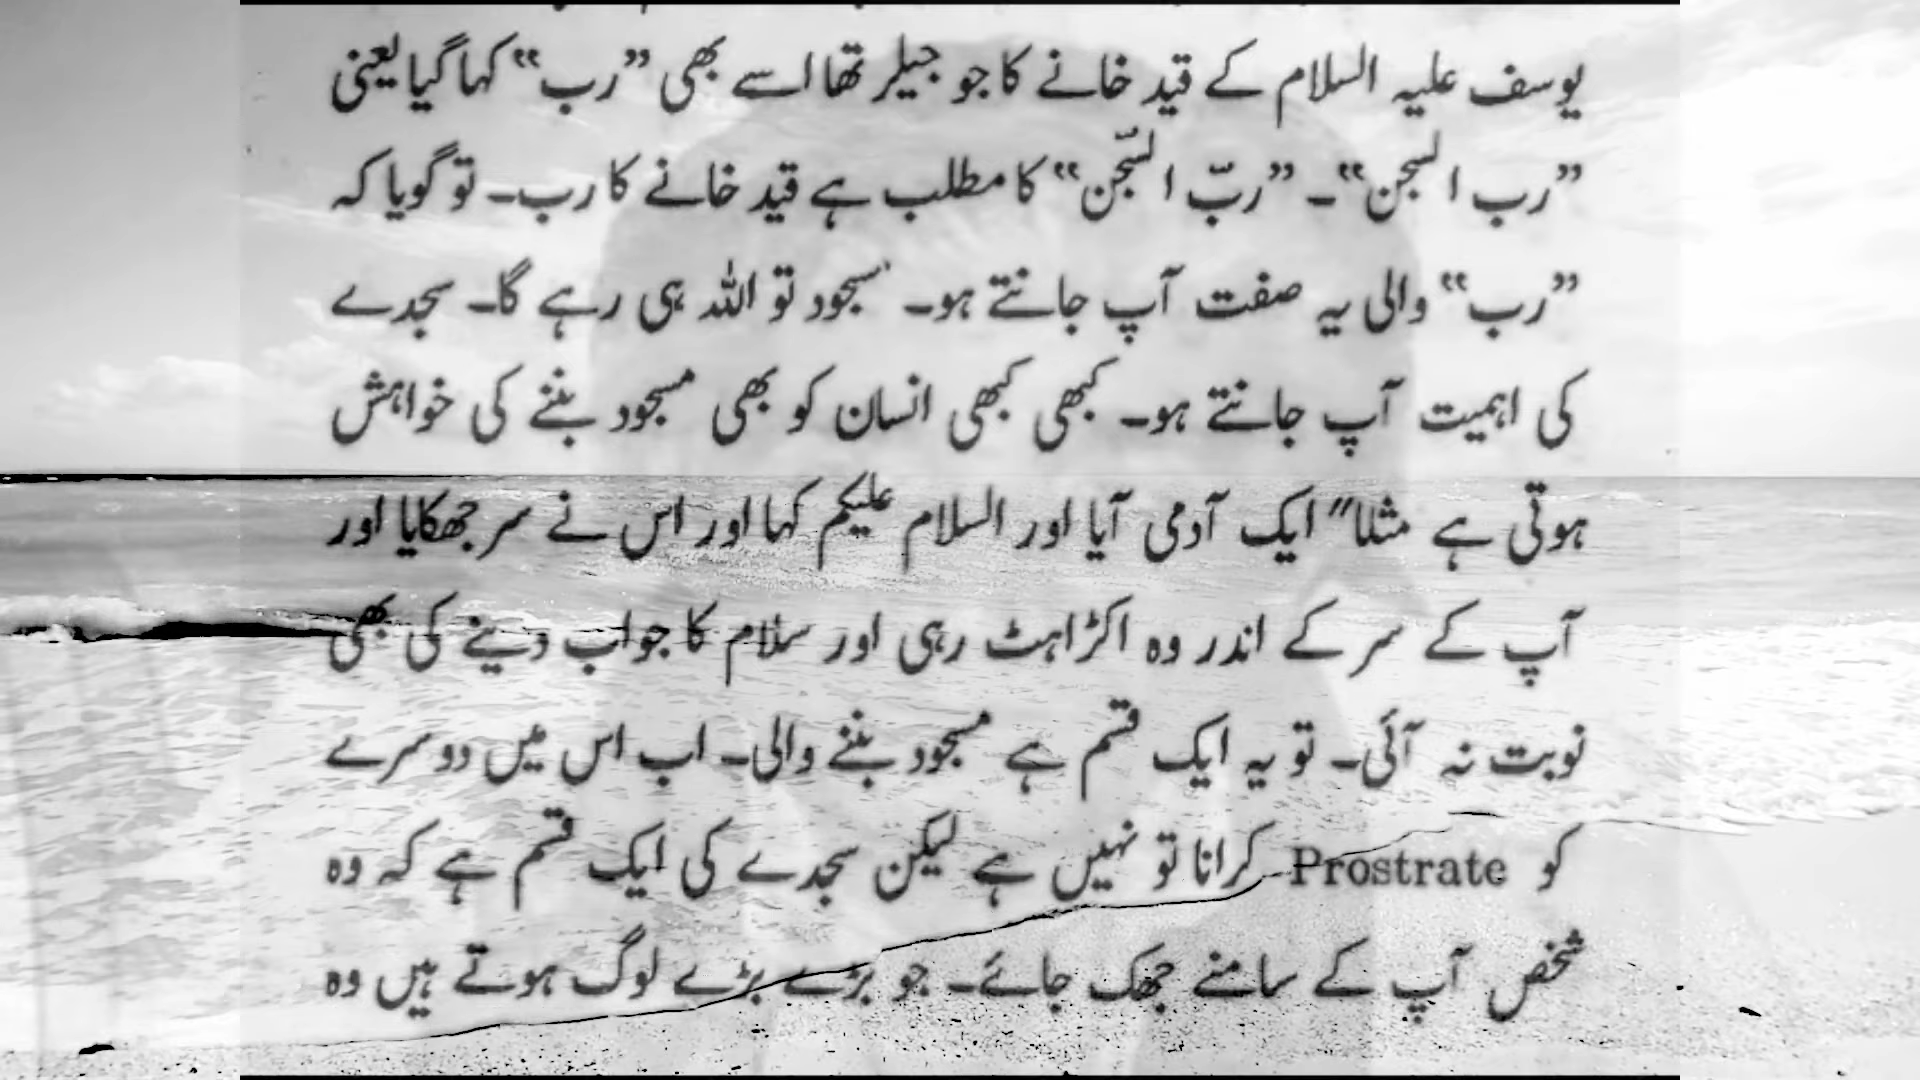 یوسف علیہ السلام کے قید خانے کا جو جیلر تھا اسے بھی ”رب“ کہا گیا یعنی
”رب السجن“۔ ”ربّ السّجن“ کا مطلب ہے قید خانے کا رب۔ تو گویا کہ
”رب“ والی یہ صفت آپ جانتے ہو۔ مسجود تو اللہ ہی رہے گا۔ سجدے
کی اہمیت آپ جانتے ہو۔ کبھی کبھی انسان کو بھی مسجود بننے کی خواہش
ہوتی ہے مثلا" ایک آدمی آیا اور السلام علیکم کہا اور اس نے سر جھکایا اور
آپ کے سر کے اندر وہ اکڑاہٹ رہی اور سلام کا جواب دینے کی بھی
نوبت نہ آئی۔ تو یہ ایک قسم ہے مسجود بننے والی۔ اب اس میں دوسرے
کو Prostrate کرانا تو نہیں ہے لیکن سجدے کی ایک قسم ہے کہ وہ
شخص آپ کے سامنے جھک جائے۔ جو بڑے بڑے لوگ ہوتے ہیں وہ